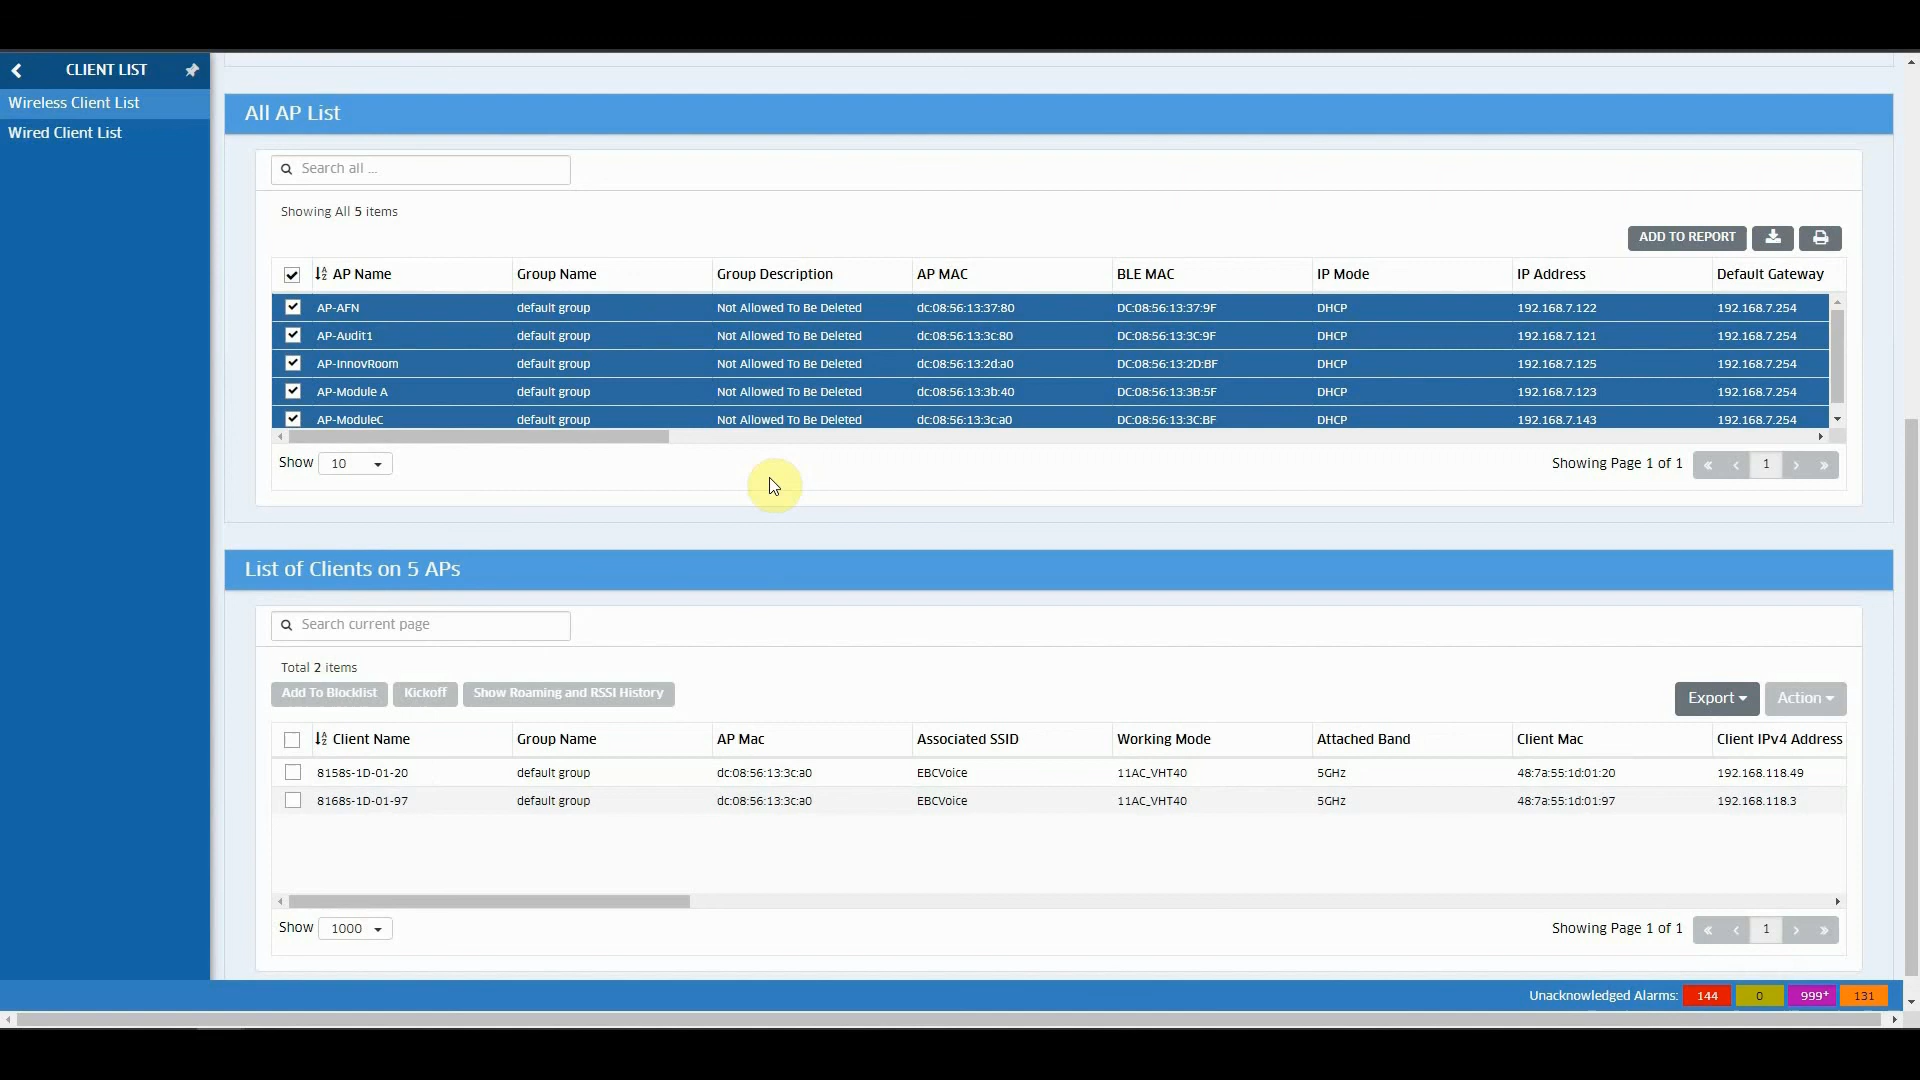 CLIENT LIST
Wireless Client List
Wired Client List
All AP List
Search all ...
Showing All 5 items
ADD TO REPORT
AP Name Group Name Group Description AP MAC BLE MAC IP Mode IP Address Default Gateway
AP-AFN default group Not Allowed To Be Deleted dc:08:56:13:37:80 DC:08:56:13:37:9F DHCP 192.168.7.122 192.168.7.254
AP-Audit1 default group Not Allowed To Be Deleted dc:08:56:13:3c:80 DC:08:56:13:3C:9F DHCP 192.168.7.121 192.168.7.254
AP-InnovRoom default group Not Allowed To Be Deleted dc:08:56:13:2d:a0 DC:08:56:13:2D:BF DHCP 192.168.7.125 192.168.7.254
AP-Module A default group Not Allowed To Be Deleted dc:08:56:13:3b:40 DC:08:56:13:3B:5F DHCP 192.168.7.123 192.168.7.254
AP-ModuleC default group Not Allowed To Be Deleted dc:08:56:13:3c:a0 DC:08:56:13:3C:BF DHCP 192.168.7.143 192.168.7.254
Show 10 Showing Page 1 of 1 « ‹ 1 › »
List of Clients on 5 APs
Search current page
Total 2 items
Add To Blocklist Kickoff Show Roaming and RSSI History Export Action
Client Name Group Name AP Mac Associated SSID Working Mode Attached Band Client Mac Client IPv4 Address
8158s-1D-01-20 default group dc:08:56:13:3c:a0 EBCVoice 11AC_VHT40 5GHz 48:7a:55:1d:01:20 192.168.118.49
8168s-1D-01-97 default group dc:08:56:13:3c:a0 EBCVoice 11AC_VHT40 5GHz 48:7a:55:1d:01:97 192.168.118.3
Show 1000 Showing Page 1 of 1 « ‹ 1 › »
Unacknowledged Alarms: 144 0 999+ 131